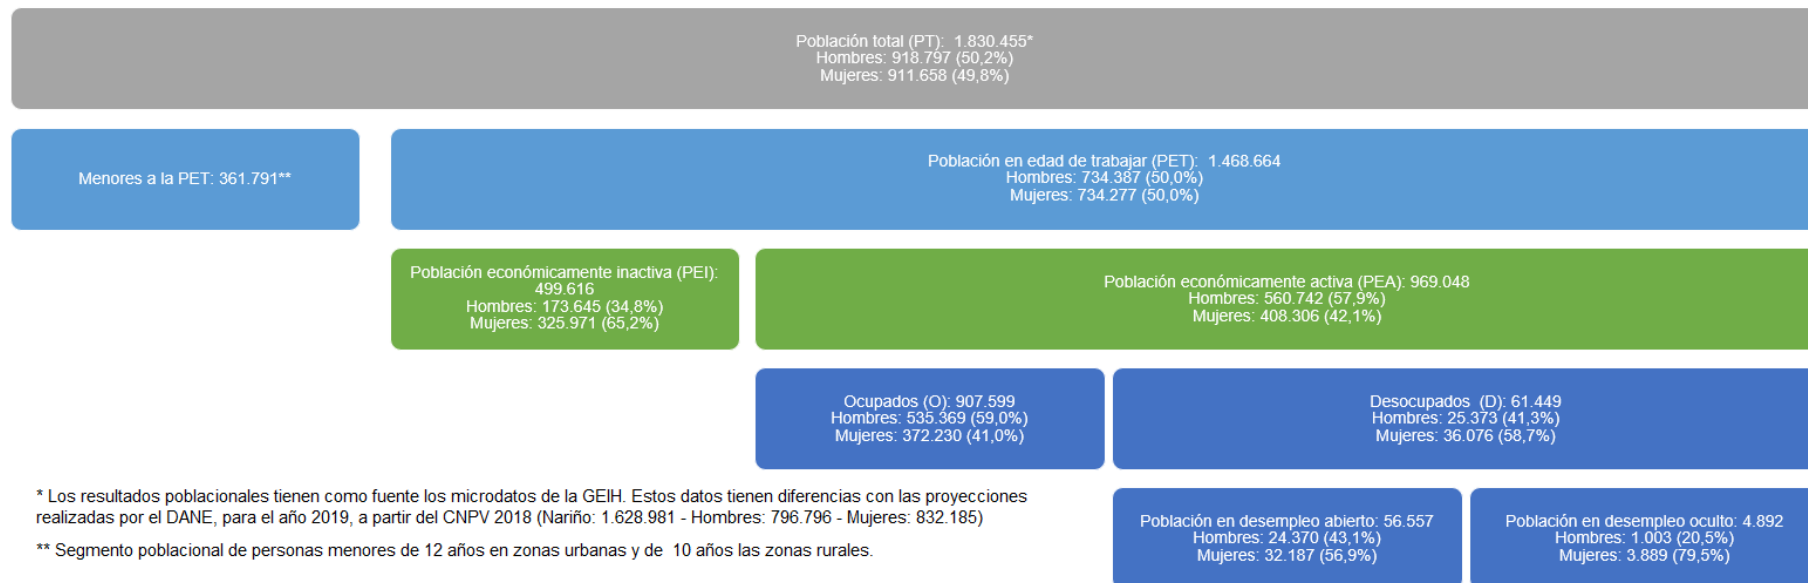 Población total (PT):  1.830.455*
Hombres: 918.797 (50,2%)
Mujeres: 911.658 (49,8%)
Menores a la PET: 361.791**
Población en edad de trabajar (PET):  1.468.664
Hombres: 734.387 (50,0%)
Mujeres: 734.277 (50,0%)
Población económicamente inactiva (PEI):
499.616
Hombres: 173.645 (34,8%)
Mujeres: 325.971 (65,2%)
Población económicamente activa (PEA): 969.048
Hombres: 560.742 (57,9%)
Mujeres: 408.306 (42,1%)
Ocupados (O): 907.599
Hombres: 535.369 (59,0%)
Mujeres: 372.230 (41,0%)
Desocupados  (D): 61.449
Hombres: 25.373 (41,3%)
Mujeres: 36.076 (58,7%)
* Los resultados poblacionales tienen como fuente los microdatos de la GEIH. Estos datos tienen diferencias con las proyecciones
realizadas por el DANE, para el año 2019, a partir del CNPV 2018 (Nariño: 1.628.981 - Hombres: 796.796 - Mujeres: 832.185)
** Segmento poblacional de personas menores de 12 años en zonas urbanas y de  10 años las zonas rurales.
Población en desempleo abierto: 56.557
Hombres: 24.370 (43,1%)
Mujeres: 32.187 (56,9%)
Población en desempleo oculto: 4.892
Hombres: 1.003 (20,5%)
Mujeres: 3.889 (79,5%)